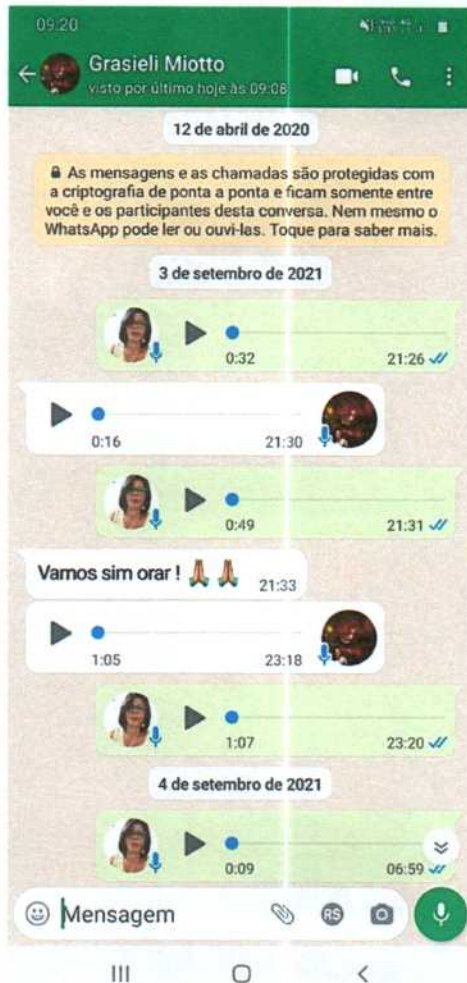 09:20
Grasieli Miotto
visto por último hoje às 09:08
12 de abril de 2020
As mensagens e as chamadas são protegidas com
a criptografia de ponta a ponta e ficam somente entre
você e os participantes desta conversa. Nem mesmo o
WhatsApp pode ler ou ouvi-las. Toque para saber mais.
3 de setembro de 2021
0:32 21:26
0:16 21:30
0:49 21:31
Vamos sim orar !
21:33
1:05 23:18
1:07 23:20
4 de setembro de 2021
0:09 06:59
Mensagem RS